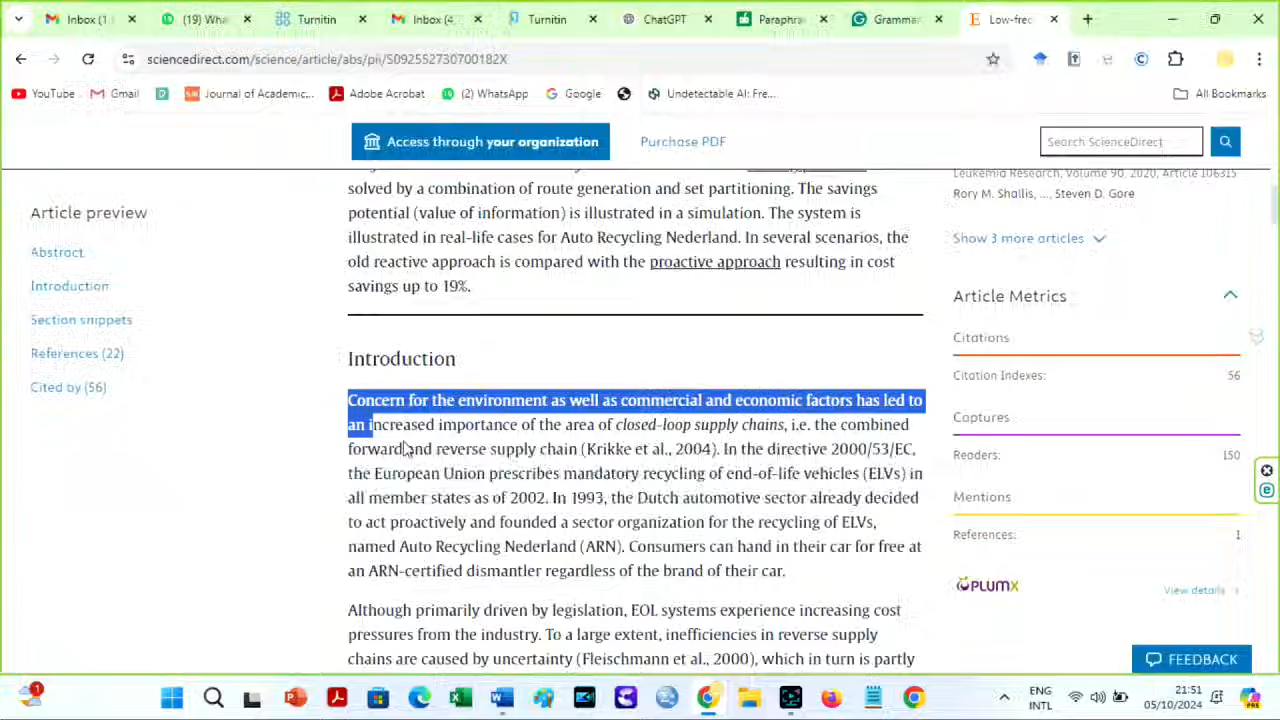 Inbox (1
(19) Wha
Turnitin
Inbox (4
Turnitin
ChatGPT
Paraphra
Grammar
Low-frec
sciencedirect.com/science/article/abs/pii/S092552730700182X
YouTube
Gmail
Journal of Academic...
Adobe Acrobat
(2) WhatsApp
Google
Undetectable AI: Fre...
All Bookmarks
Access through your organization
Purchase PDF
Search ScienceDirect
solved by a combination of route generation and set partitioning. The savings
potential (value of information) is illustrated in a simulation. The system is
illustrated in real-life cases for Auto Recycling Nederland. In several scenarios, the
old reactive approach is compared with the proactive approach resulting in cost
savings up to 19%.
Introduction
Concern for the environment as well as commercial and economic factors has led to
an increased importance of the area of closed-loop supply chains, i.e. the combined
forward and reverse supply chain (Krikke et al., 2004). In the directive 2000/53/EC,
the European Union prescribes mandatory recycling of end-of-life vehicles (ELVs) in
all member states as of 2002. In 1993, the Dutch automotive sector already decided
to act proactively and founded a sector organization for the recycling of ELVs,
named Auto Recycling Nederland (ARN). Consumers can hand in their car for free at
an ARN-certified dismantler regardless of the brand of their car.
Although primarily driven by legislation, EOL systems experience increasing cost
pressures from the industry. To a large extent, inefficiencies in reverse supply
chains are caused by uncertainty (Fleischmann et al., 2000), which in turn is partly
Article preview
Abstract
Introduction
Section snippets
References (22)
Cited by (56)
Leukemia Research, Volume 90, 2020, Article 106315
Rory M. Shallis, ..., Steven D. Gore
Show 3 more articles
Article Metrics
Citations
Citation Indexes: 56
Captures
Readers: 150
Mentions
References: 1
PLUMX
View details
FEEDBACK
1
ENG
INTL
21:51
05/10/2024